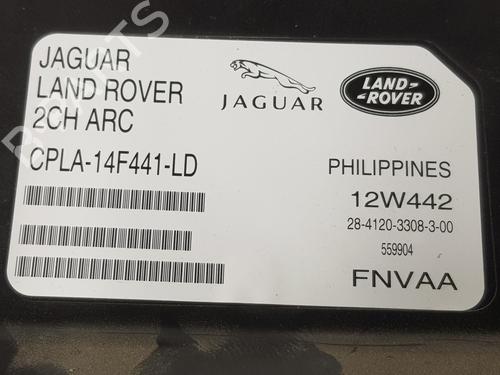 JAGUAR
LAND ROVER
2CH ARC
CPLA-14F441-LD
JAGUAR
LAND
ROVER
PHILIPPINES
12W442
28-4120-3308-3-00
559904
FNVAA